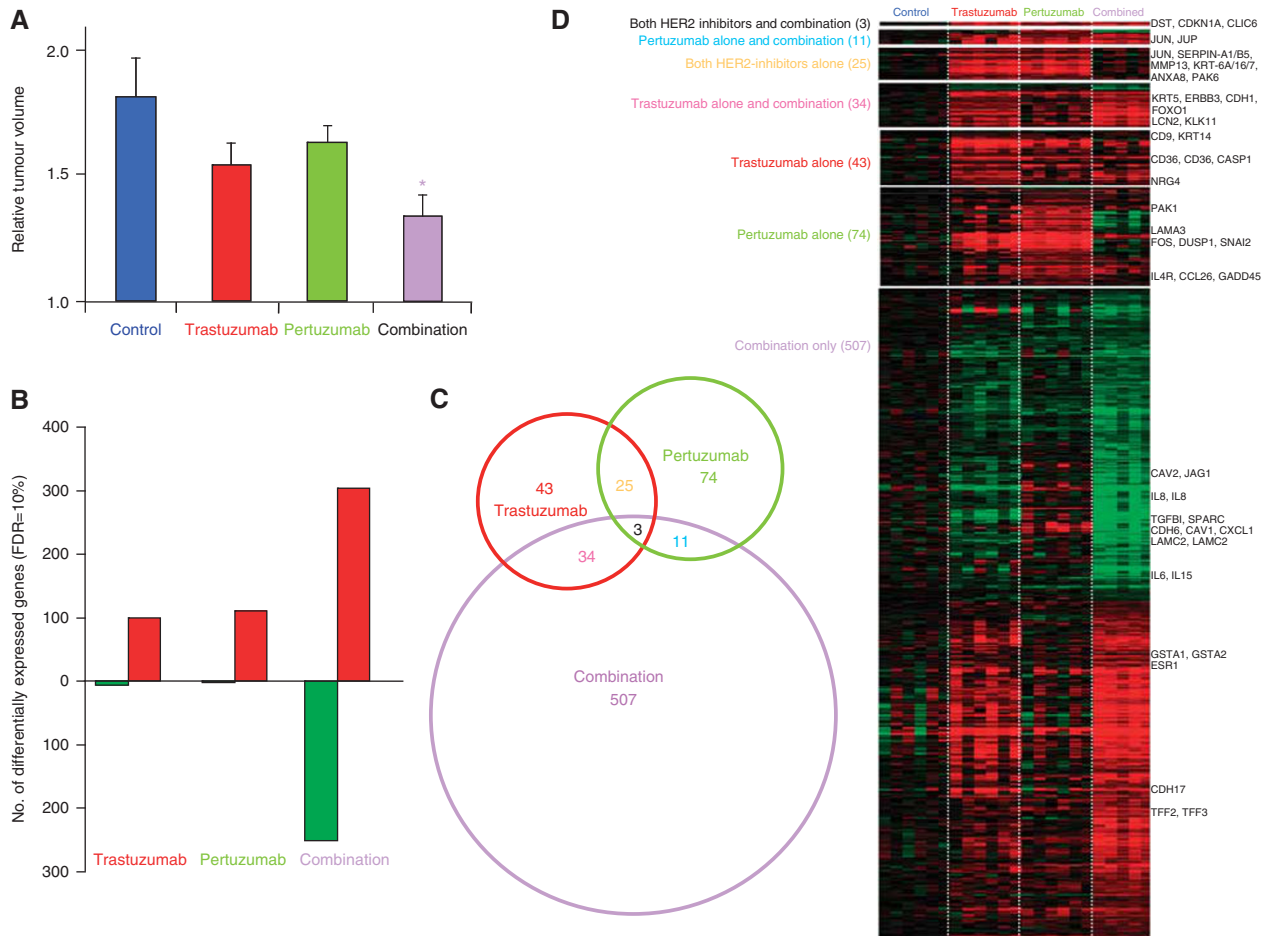 A
Relative tumour volume
2.0
1.5
1.0
Control
Trastuzumab
Pertuzumab
Combination
*
B
No. of differentially expressed genes (FDR=10%)
400
300
200
100
0
100
200
300
Trastuzumab
Pertuzumab
Combination
C
43
Trastuzumab
25
Pertuzumab
74
3
34
11
Combination
507
D
Control
Trastuzumab
Pertuzumab
Combined
Both HER2 inhibitors and combination (3)
Pertuzumab alone and combination (11)
Both HER2-inhibitors alone (25)
Trastuzumab alone and combination (34)
Trastuzumab alone (43)
Pertuzumab alone (74)
Combination only (507)
DST, CDKN1A, CLIC6
JUN, JUP
JUN, SERPIN-A1/B5,
MMP13, KRT-6A/16/7,
ANXA8, PAK6
KRT5, ERBB3, CDH1,
FOXO1
LCN2, KLK11
CD9, KRT14
CD36, CD36, CASP1
NRG4
PAK1
LAMA3
FOS, DUSP1, SNAI2
IL4R, CCL26, GADD45
CAV2, JAG1
IL8, IL8
TGFBI, SPARC
CDH6, CAV1, CXCL1
LAMC2, LAMC2
IL6, IL15
GSTA1, GSTA2
ESR1
CDH17
TFF2, TFF3